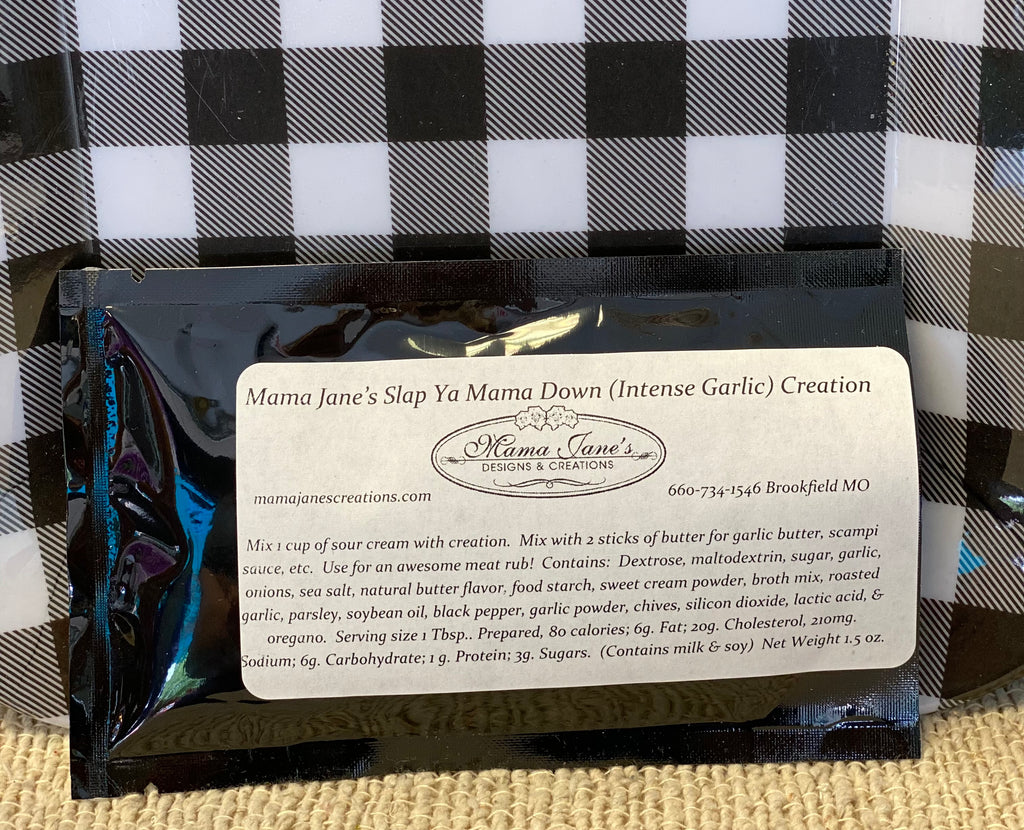 Mama Jane's Slap Ya Mama Down (Intense Garlic) Creation
Mama Jane's
DESIGNS & CREATIONS
mamajanescreations.com
660-734-1546 Brookfield MO
Mix 1 cup of sour cream with creation. Mix with 2 sticks of butter for garlic butter, scampi
sauce, etc. Use for an awesome meat rub! Contains: Dextrose, maltodextrin, sugar, garlic,
onions, sea salt, natural butter flavor, food starch, sweet cream powder, broth mix, roasted
garlic, parsley, soybean oil, black pepper, garlic powder, chives, silicon dioxide, lactic acid, &
oregano. Serving size 1 Tbsp.. Prepared, 80 calories; 6g. Fat; 20g. Cholesterol, 210mg.
Sodium; 6g. Carbohydrate; 1 g. Protein; 3g. Sugars. (Contains milk & soy) Net Weight 1.5 oz.